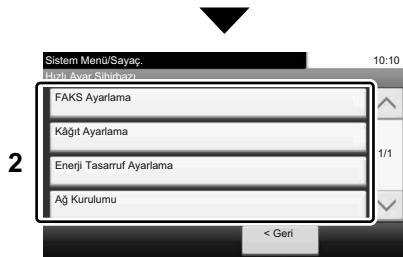 Sistem Menü/Sayaç.
10:10
Hızlı Ayar Sihirbazı
FAKS Ayarlama
Kâğıt Ayarlama
2
1/1
Enerji Tasarruf Ayarlama
Ağ Kurulumu
< Geri